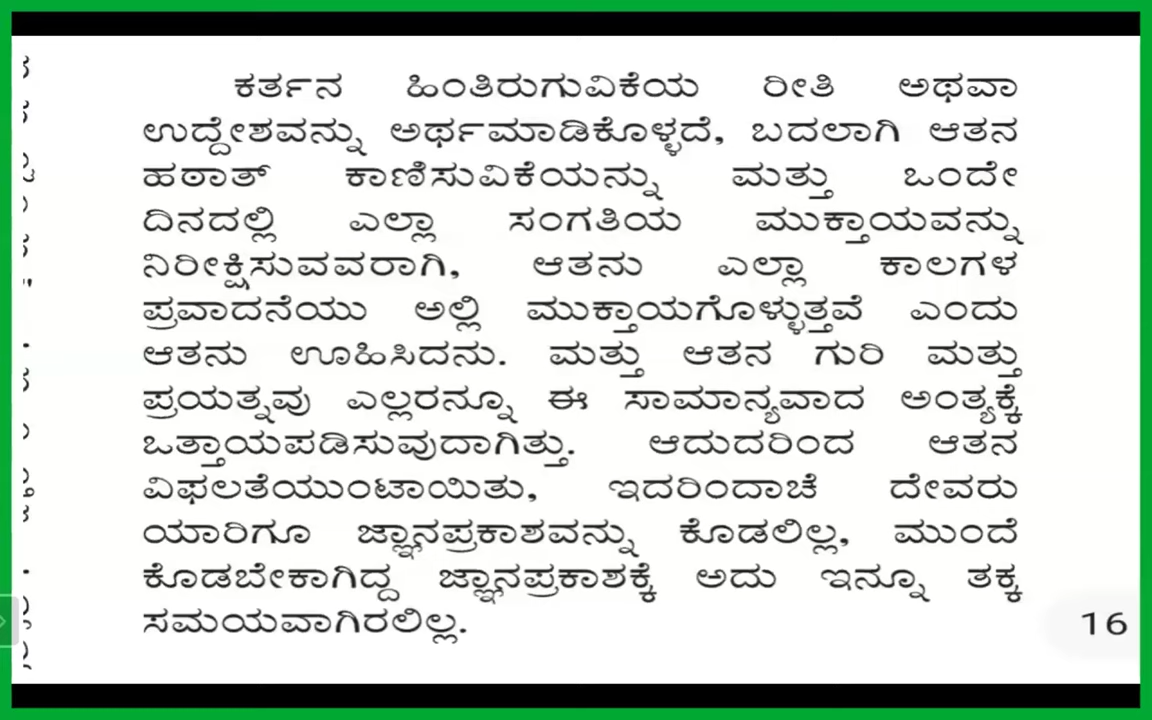 ಕರ್ತನ ಹಿಂತಿರುಗುವಿಕೆಯ ರೀತಿ ಅಥವಾ
ಉದ್ದೇಶವನ್ನು ಅರ್ಥಮಾಡಿಕೊಳ್ಳದೆ, ಬದಲಾಗಿ ಆತನ
ಹಠಾತ್ ಕಾಣಿಸುವಿಕೆಯನ್ನು ಮತ್ತು ಒಂದೇ
ದಿನದಲ್ಲಿ ಎಲ್ಲಾ ಸಂಗತಿಯ ಮುಕ್ತಾಯವನ್ನು
ನಿರೀಕ್ಷಿಸುವವರಾಗಿ, ಆತನು ಎಲ್ಲಾ ಕಾಲಗಳ
ಪ್ರವಾದನೆಯು ಅಲ್ಲಿ ಮುಕ್ತಾಯಗೊಳ್ಳುತ್ತವೆ ಎಂದು
ಆತನು ಊಹಿಸಿದನು. ಮತ್ತು ಆತನ ಗುರಿ ಮತ್ತು
ಪ್ರಯತ್ನವು ಎಲ್ಲರನ್ನೂ ಈ ಸಾಮಾನ್ಯವಾದ ಅಂತ್ಯಕ್ಕೆ
ಒತ್ತಾಯಪಡಿಸುವುದಾಗಿತ್ತು. ಆದುದರಿಂದ ಆತನ
ವಿಫಲತೆಯುಂಟಾಯಿತು, ಇದರಿಂದಾಚೆ ದೇವರು
ಯಾರಿಗೂ ಜ್ಞಾನಪ್ರಕಾಶವನ್ನು ಕೊಡಲಿಲ್ಲ, ಮುಂದೆ
ಕೊಡಬೇಕಾಗಿದ್ದ ಜ್ಞಾನಪ್ರಕಾಶಕ್ಕೆ ಅದು ಇನ್ನೂ ತಕ್ಕ
ಸಮಯವಾಗಿರಲಿಲ್ಲ.
16